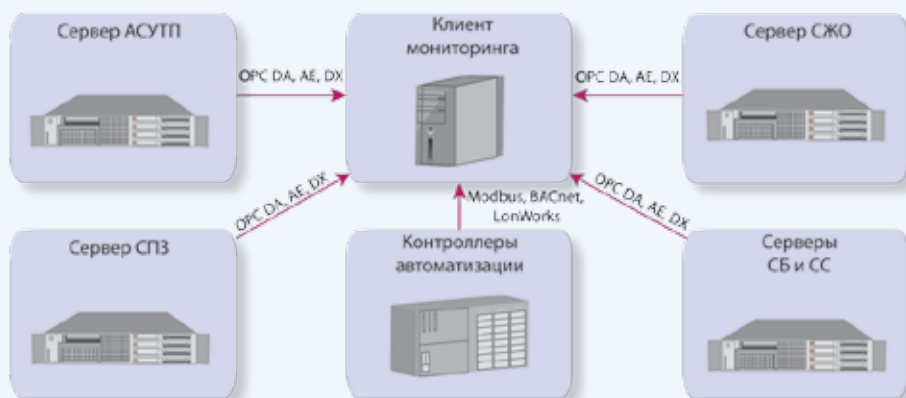 Сервер АСУТП
Клиент
мониторинга
Сервер СЖО
OPC DA, AE, DX
OPC DA, AE, DX
OPC DA, AE, DX
Modbus, BACnet,
LonWorks
OPC DA, AE, DX
Сервер СПЗ
Контроллеры
автоматизации
Серверы
СБ и СС